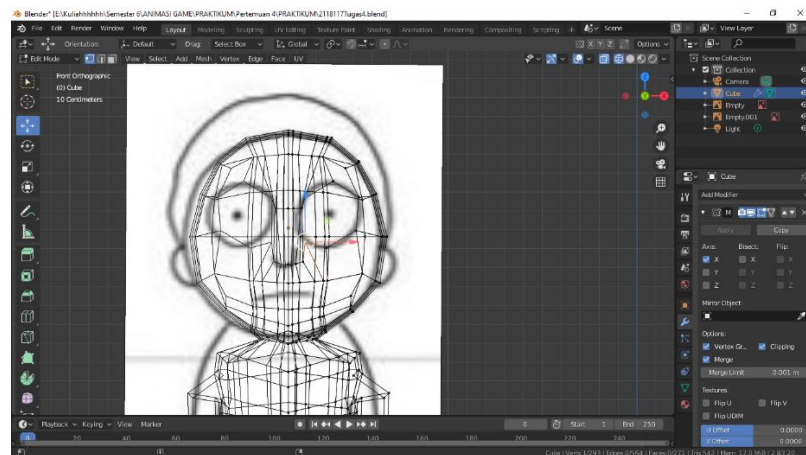 Blender* [E:\Kuliahhhhhh\Semester 6\ANIMASI GAME\PRAKTIKUM\Pertemuan 4\PRAKTIKUM\2118117Tugas4.blend]
File Edit Render Window Help Layout Modeling Sculpting UV Editing Texture Paint Shading Animation Rendering Compositing Scripting + Scene View Layer
Orientation: Default Drag: Select Box Global X Y Z Options
Edit Mode View Select Add Mesh Vertex Edge Face UV
Front Orthographic
(0) Cube
10 Centimeters
Scene Collection
Collection
Camera
Cube
Empty
Empty.001
Light
Cube
Add Modifier
M
Apply Copy
Axis: Bisect: Flip:
X X X
Y Y Y
Z Z Z
Mirror Object:
Options:
Vertex Gr... Clipping
Merge
Merge Limit 0.001 m
Textures:
Flip U Flip V
Flip UDIM
U Offset 0.0000
V Offset 0.0000
Playback Keying View Marker 0 Start 1 End 250
0 20 40 60 80 100 120 140 160 180 200 220 240
Cube | Verts:1/293 | Edges:0/564 | Faces:0/271 | Tris:542 | Mem: 17.0 MiB | 2.83.20